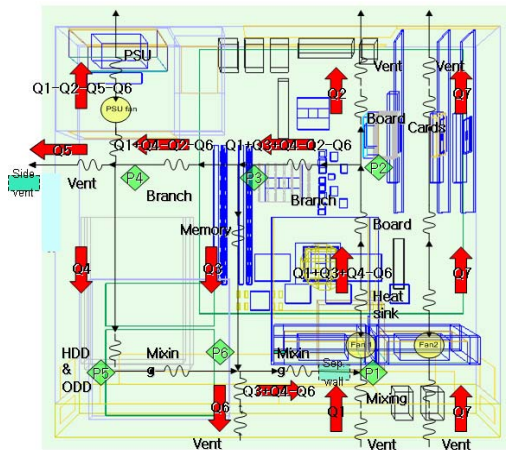 PSU
Vent
Vent
Q1-Q2-Q5-Q6
Q2
Q7
PSU fan
Board
Cards
Q5
Q1+Q4-Q2-Q6
Q1+Q3+Q4-Q2-Q6
Side
vent
Vent
P4
P3
P2
Branch
Branch
Memory
Board
Q4
Q3
Q1+Q3+Q4-Q6
Q7
Heat
sink
Fan1
Fan2
HDD
&
ODD
Mixin
g
P6
Mixin
g
Sep.
wall
P5
P1
Q3+Q4-Q6
Mixing
Q6
Q1
Q7
Vent
Vent
Vent